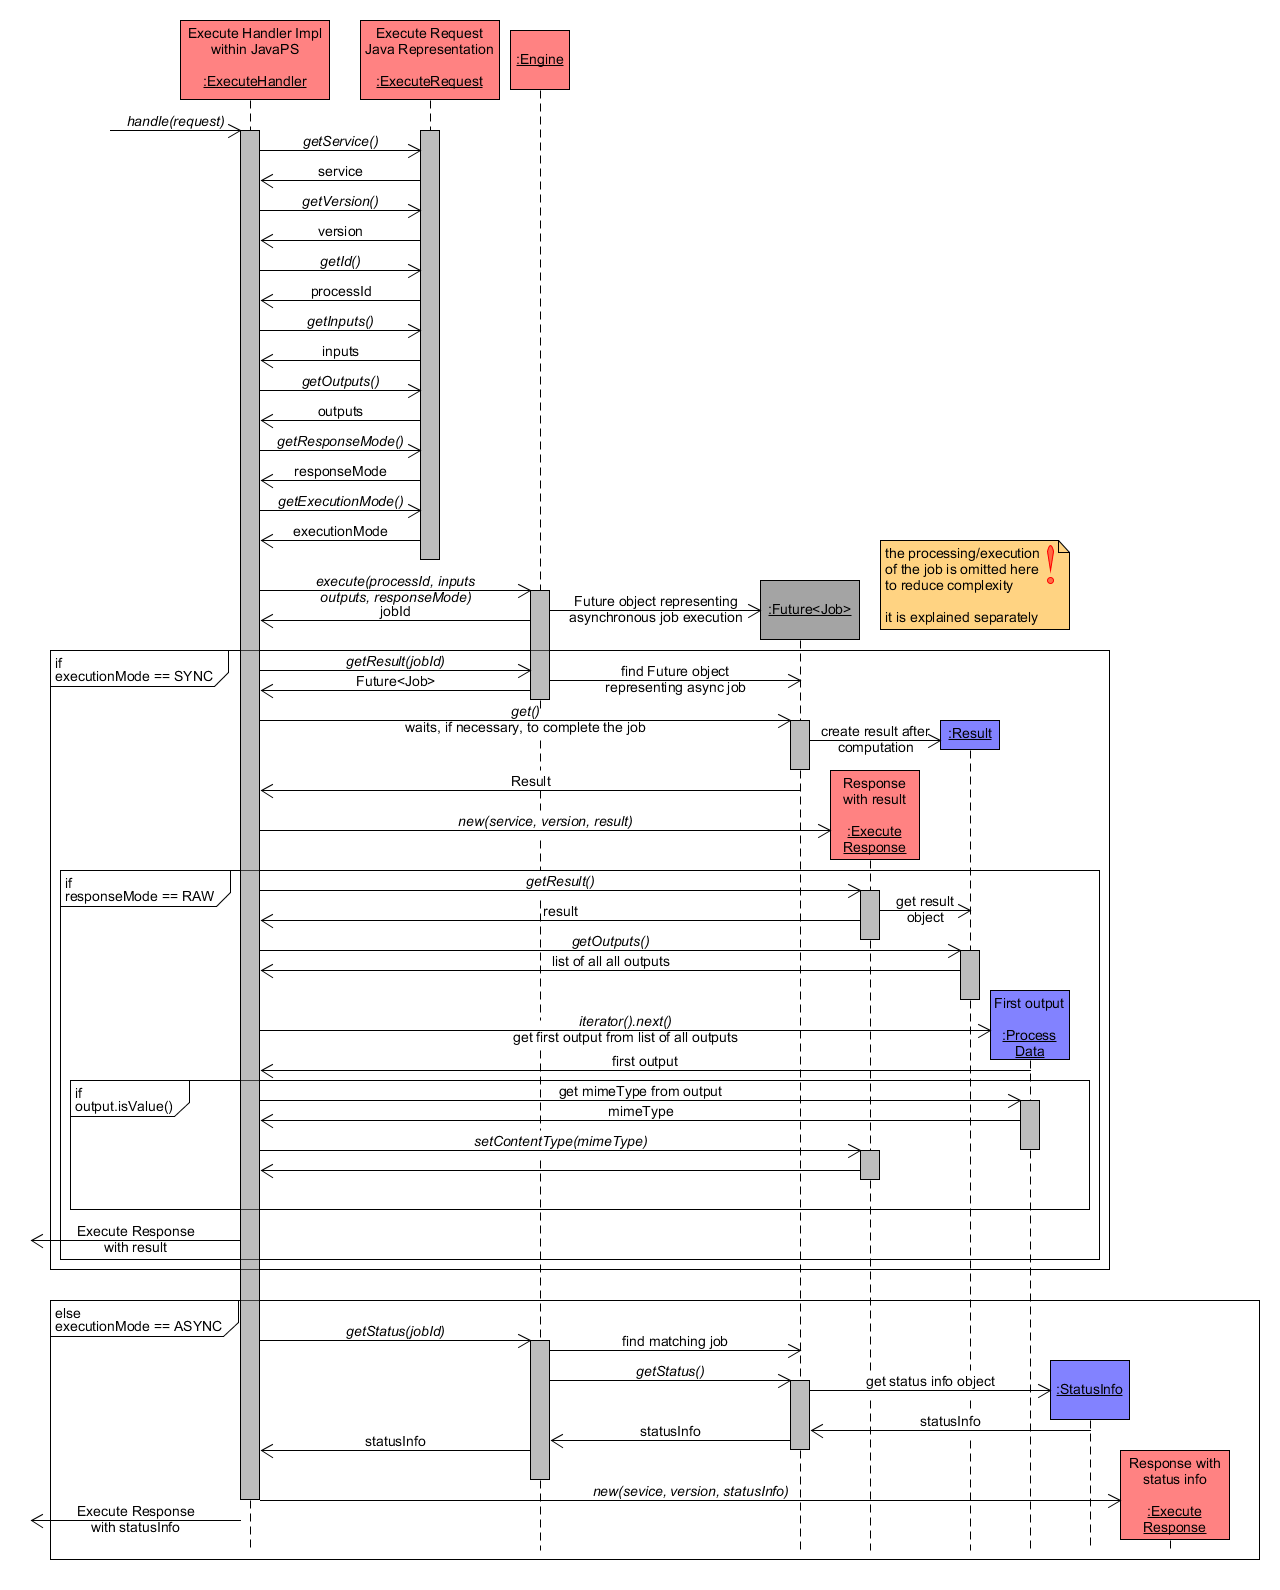 Execute Handler Impl
within JavaPS
:ExecuteHandler
Execute Request
Java Representation
:ExecuteRequest
:Engine
handle(request)
getService()
service
getVersion()
version
getId()
processId
getInputs()
inputs
getOutputs()
outputs
getResponseMode()
responseMode
getExecutionMode()
executionMode
the processing/execution
of the job is omitted here
to reduce complexity
it is explained separately
execute(processId, inputs
outputs, responseMode)
jobId
Future object representing
asynchronous job execution
:Future<Job>
if
executionMode == SYNC
getResult(jobId)
Future<Job>
find Future object
representing async job
get()
waits, if necessary, to complete the job
create result after
computation
:Result
Result
Response
with result
:Execute
Response
new(service, version, result)
if
responseMode == RAW
getResult()
result
get result
object
getOutputs()
list of all all outputs
First output
:Process
Data
iterator().next()
get first output from list of all outputs
first output
if
output.isValue()
get mimeType from output
mimeType
setContentType(mimeType)
Execute Response
with result
else
executionMode == ASYNC
getStatus(jobId)
find matching job
getStatus()
get status info object
:StatusInfo
statusInfo
statusInfo
statusInfo
Response with
status info
:Execute
Response
new(sevice, version, statusInfo)
Execute Response
with statusInfo